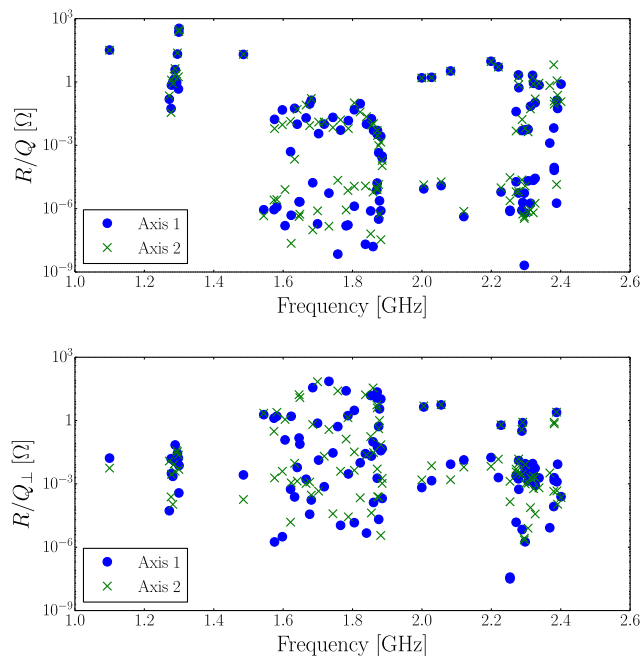 10^3
1
10^−3
10^−6
10^−9
R/Q [Ω]
Axis 1
Axis 2
1.0 1.2 1.4 1.6 1.8 2.0 2.2 2.4 2.6
Frequency [GHz]
10^3
1
10^−3
10^−6
10^−9
R/Q⊥ [Ω]
Axis 1
Axis 2
1.0 1.2 1.4 1.6 1.8 2.0 2.2 2.4 2.6
Frequency [GHz]